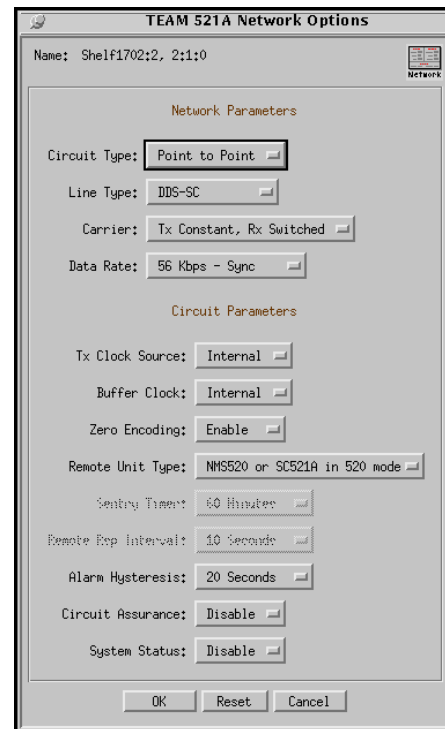 TEAM 521A Network Options
Name: Shelf1702:2, 2:1:0
Network
Network Parameters
Circuit Type: Point to Point
Line Type: DDS-SC
Carrier: Tx Constant, Rx Switched
Data Rate: 56 Kbps - Sync
Circuit Parameters
Tx Clock Source: Internal
Buffer Clock: Internal
Zero Encoding: Enable
Remote Unit Type: NMS520 or SC521A in 520 mode
Sentry Timer: 60 Minutes
Remote Rsp Interval: 10 Seconds
Alarm Hysteresis: 20 Seconds
Circuit Assurance: Disable
System Status: Disable
OK Reset Cancel